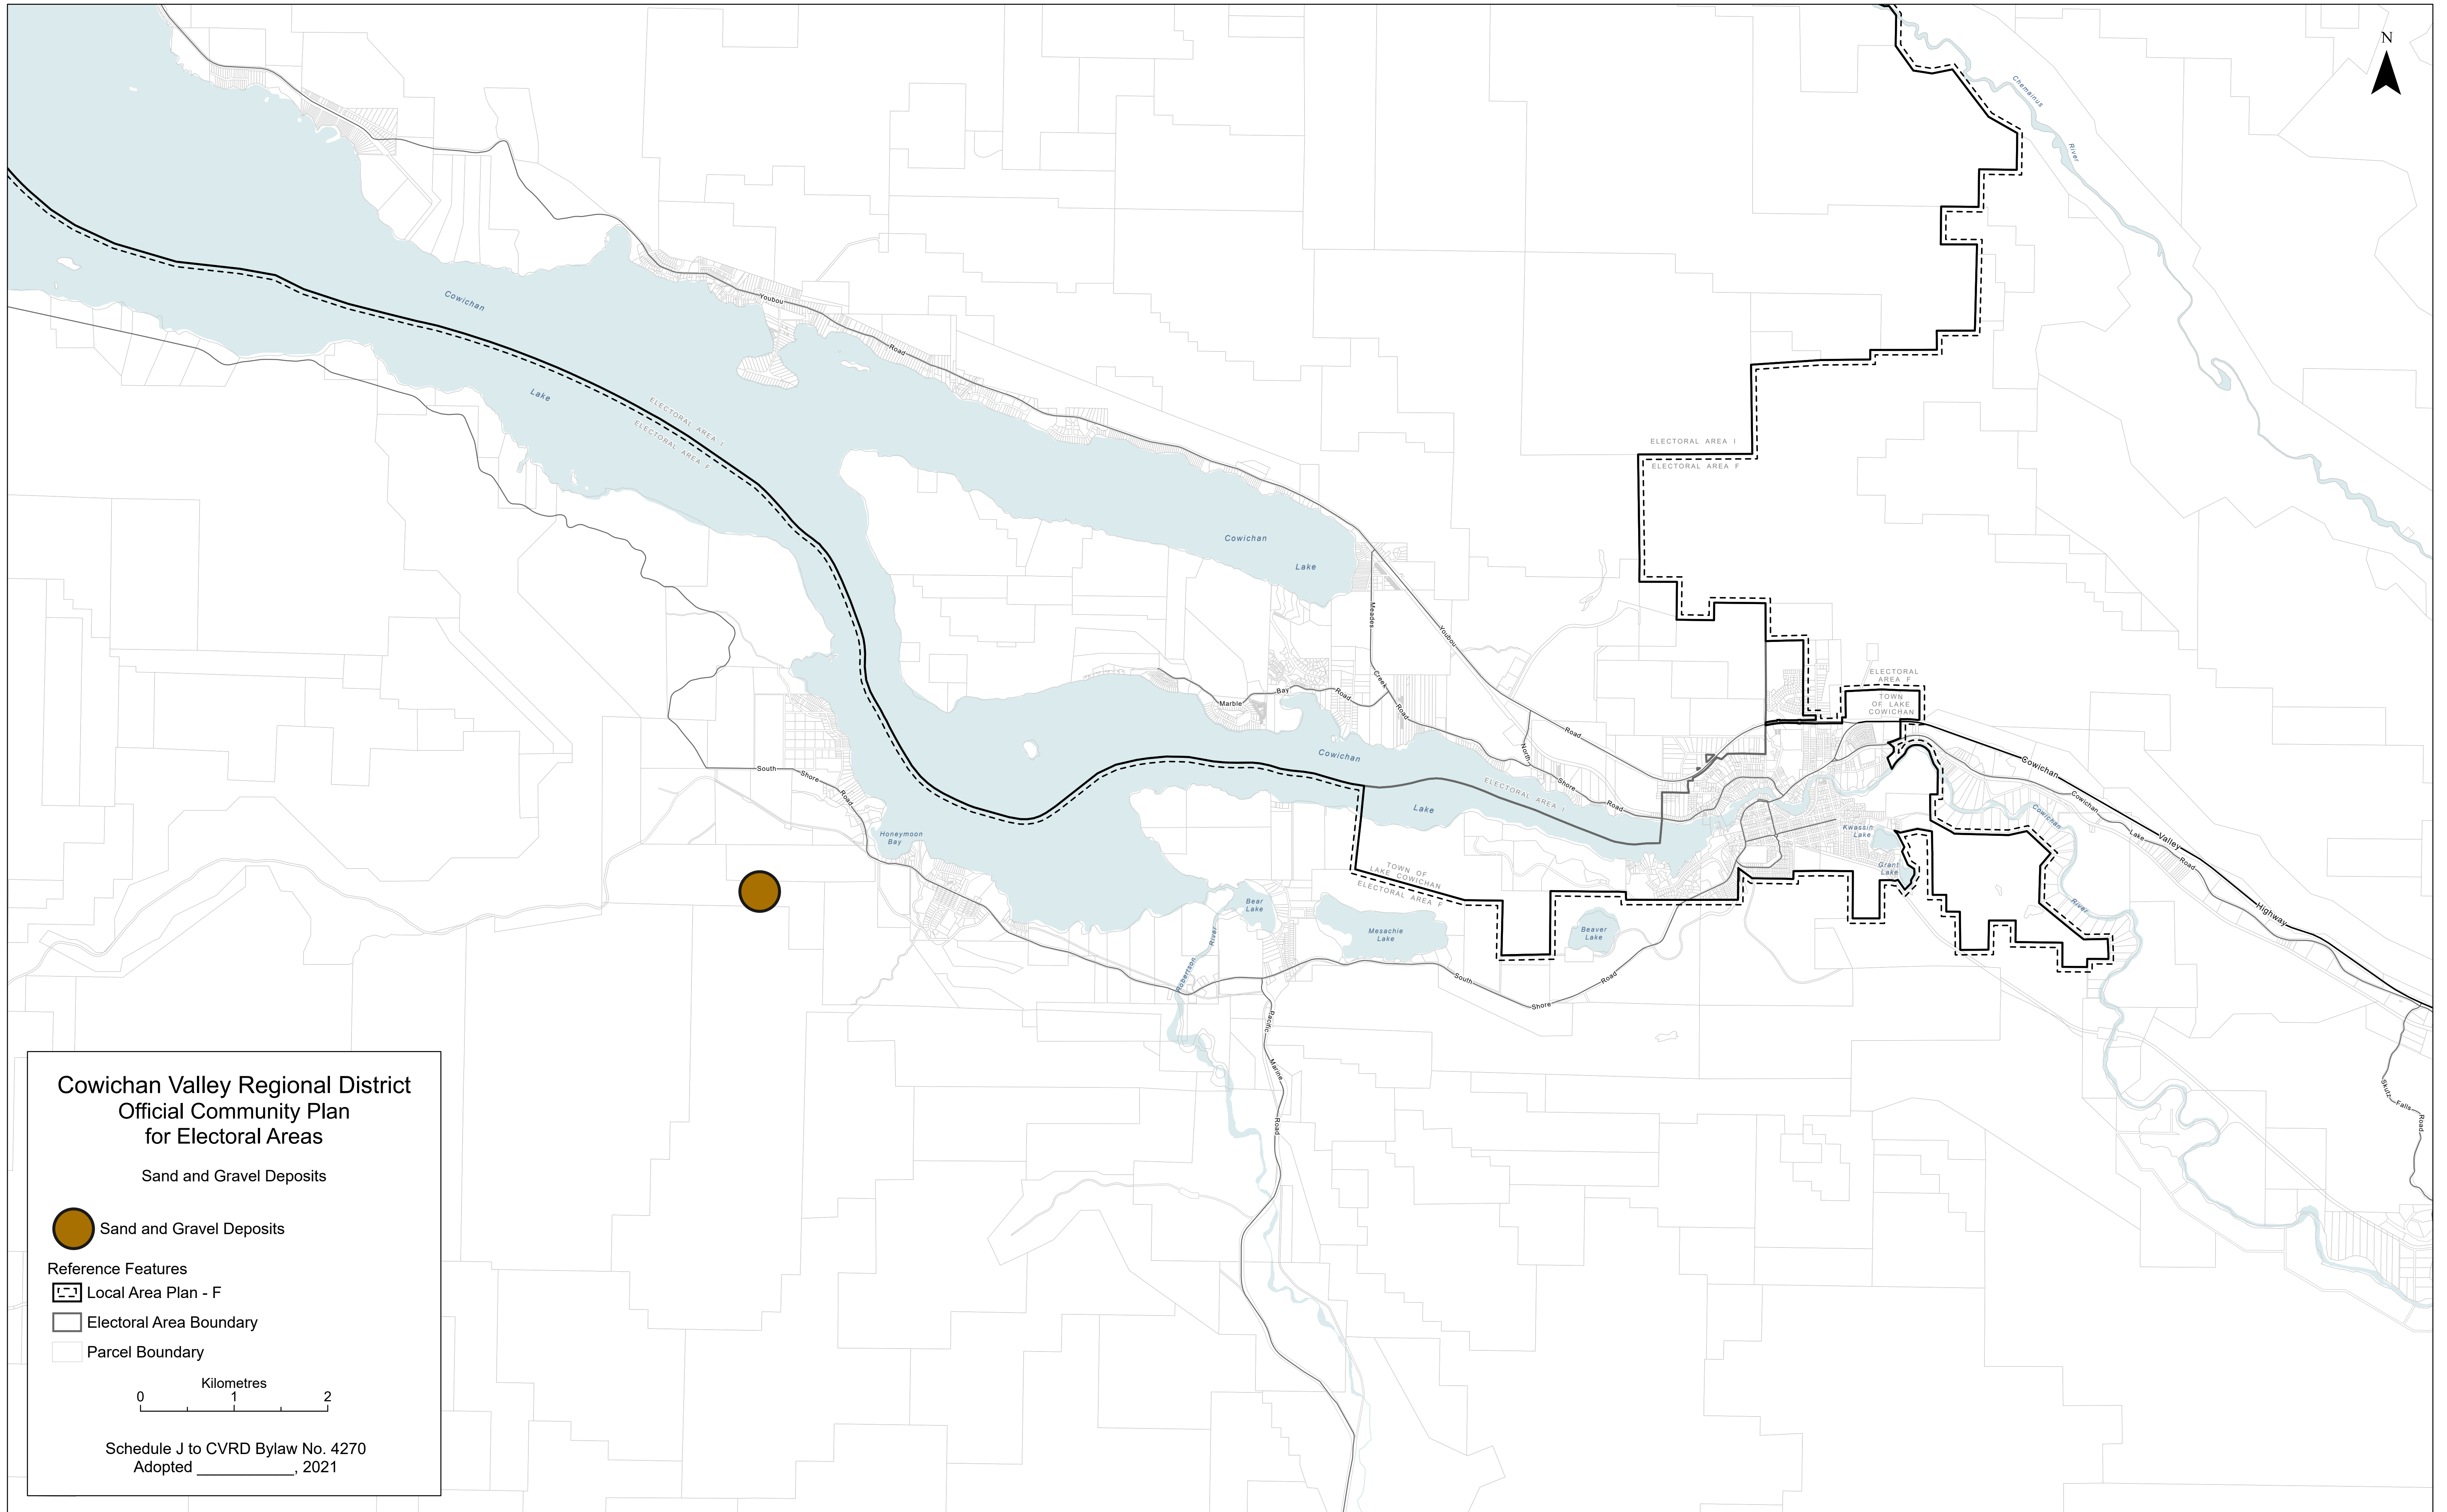 N
Chemainus
River
Cowichan
Lake
Youbou
Road
ELECTORAL AREA I
ELECTORAL AREA F
ELECTORAL AREA I
ELECTORAL AREA F
Cowichan
Lake
Meades
Creek
Road
Youbou
Road
Marble
Bay
Road
North
Shore
Road
ELECTORAL
AREA F
TOWN
OF LAKE
COWICHAN
Cowichan
Lake
ELECTORAL AREA I
South
Shore
Road
Honeymoon
Bay
Cowichan
Valley
Highway
Cowichan
Lake
Road
Cowichan
River
Kwassin
Lake
Grant
Lake
TOWN OF
LAKE COWICHAN
ELECTORAL AREA F
Bear
Lake
Mesachie
Lake
Beaver
Lake
Robertson
River
South
Shore
Road
Pacific
Marine
Road
Skutz
Falls
Road
Cowichan Valley Regional District
Official Community Plan
for Electoral Areas
Sand and Gravel Deposits
Sand and Gravel Deposits
Reference Features
Local Area Plan - F
Electoral Area Boundary
Parcel Boundary
Kilometres
0 1 2
Schedule J to CVRD Bylaw No. 4270
Adopted ___________, 2021